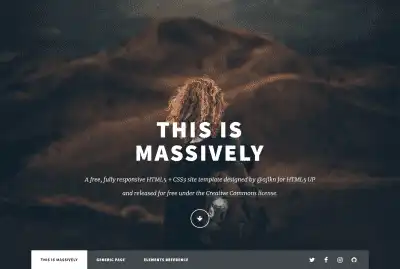 THIS IS
MASSIVELY
A free, fully responsive HTML5 + CSS3 site template designed by @ajlkn for HTML5 UP
and released for free under the Creative Commons license.
THIS IS MASSIVELY GENERIC PAGE ELEMENTS REFERENCE